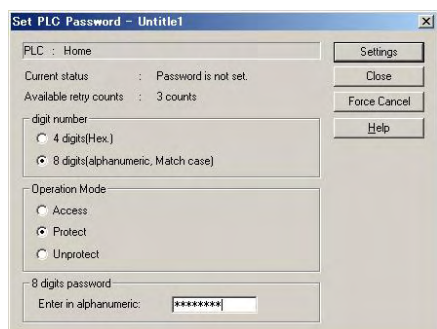 Set PLC Password - Untitle1
PLC : Home
Settings
Current status : Password is not set.
Close
Available retry counts : 3 counts
Force Cancel
digit number
Help
4 digits(Hex.)
8 digits(alphanumeric, Match case)
Operation Mode
Access
Protect
Unprotect
8 digits password
Enter in alphanumeric: ********